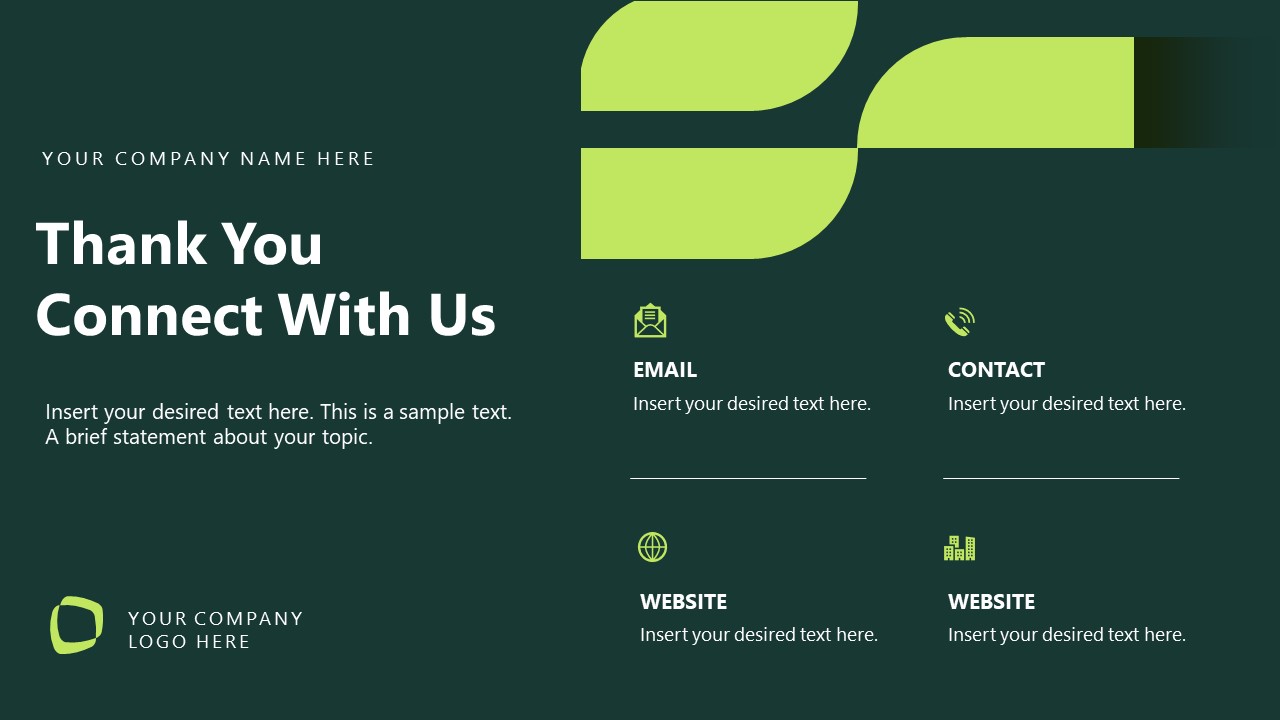 YOUR COMPANY NAME HERE
Thank You
Connect With Us
Insert your desired text here. This is a sample text.
A brief statement about your topic.
YOUR COMPANY
LOGO HERE
EMAIL
Insert your desired text here.
CONTACT
Insert your desired text here.
WEBSITE
Insert your desired text here.
WEBSITE
Insert your desired text here.